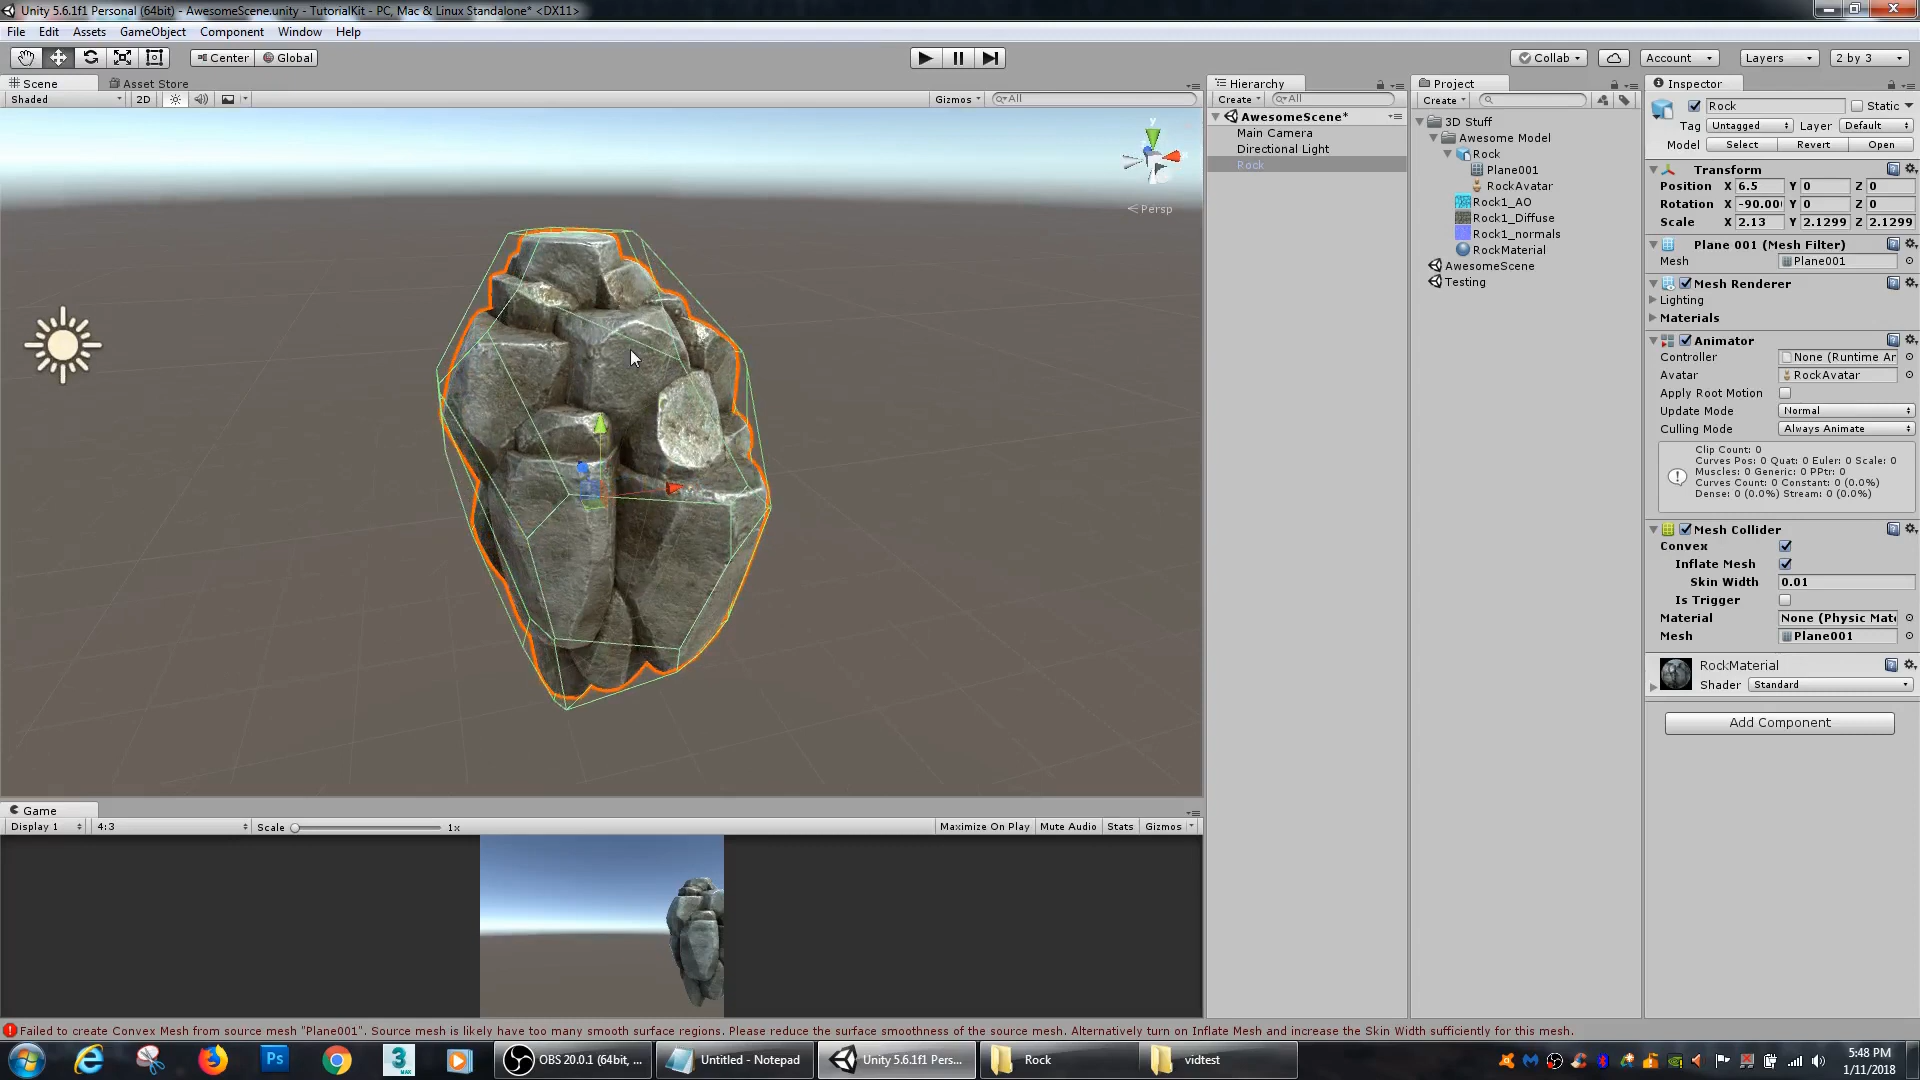 Unity 5.6.1f1 Personal (64bit) - AwesomeScene.unity - TutorialKit - PC, Mac & Linux Standalone* <DX11>
File Edit Assets GameObject Component Window Help
Center Global Collab Account Layers 2 by 3
Scene Asset Store
Shaded 2D Gizmos All
y
x
Persp
Hierarchy
Create All
AwesomeScene*
Main Camera
Directional Light
Rock
Project
Create
3D Stuff
Awesome Model
Rock
Plane001
RockAvatar
Rock1_AO
Rock1_Diffuse
Rock1_normals
RockMaterial
AwesomeScene
Testing
Inspector
Rock Static
Tag Untagged Layer Default
Model Select Revert Open
Transform
Position X 6.5 Y 0 Z 0
Rotation X -90.00 Y 0 Z 0
Scale X 2.13 Y 2.1299 Z 2.1299
Plane 001 (Mesh Filter)
Mesh Plane001
Mesh Renderer
Lighting
Materials
Animator
Controller None (Runtime Ar
Avatar RockAvatar
Apply Root Motion
Update Mode Normal
Culling Mode Always Animate
Clip Count: 0
Curves Pos: 0 Quat: 0 Euler: 0 Scale: 0
Muscles: 0 Generic: 0 PPtr: 0
Curves Count: 0 Constant: 0 (0.0%)
Dense: 0 (0.0%) Stream: 0 (0.0%)
Mesh Collider
Convex
Inflate Mesh
Skin Width 0.01
Is Trigger
Material None (Physic Mate
Mesh Plane001
RockMaterial
Shader Standard
Add Component
Game
Display 1 4:3 Scale 1x Maximize On Play Mute Audio Stats Gizmos
Failed to create Convex Mesh from source mesh "Plane001". Source mesh is likely have too many smooth surface regions. Please reduce the surface smoothness of the source mesh. Alternatively turn on Inflate Mesh and increase the Skin Width sufficiently for this mesh.
Ps 3 MAX OBS 20.0.1 (64bit, ... Untitled - Notepad Unity 5.6.1f1 Pers... Rock vidtest
5:48 PM
1/11/2018